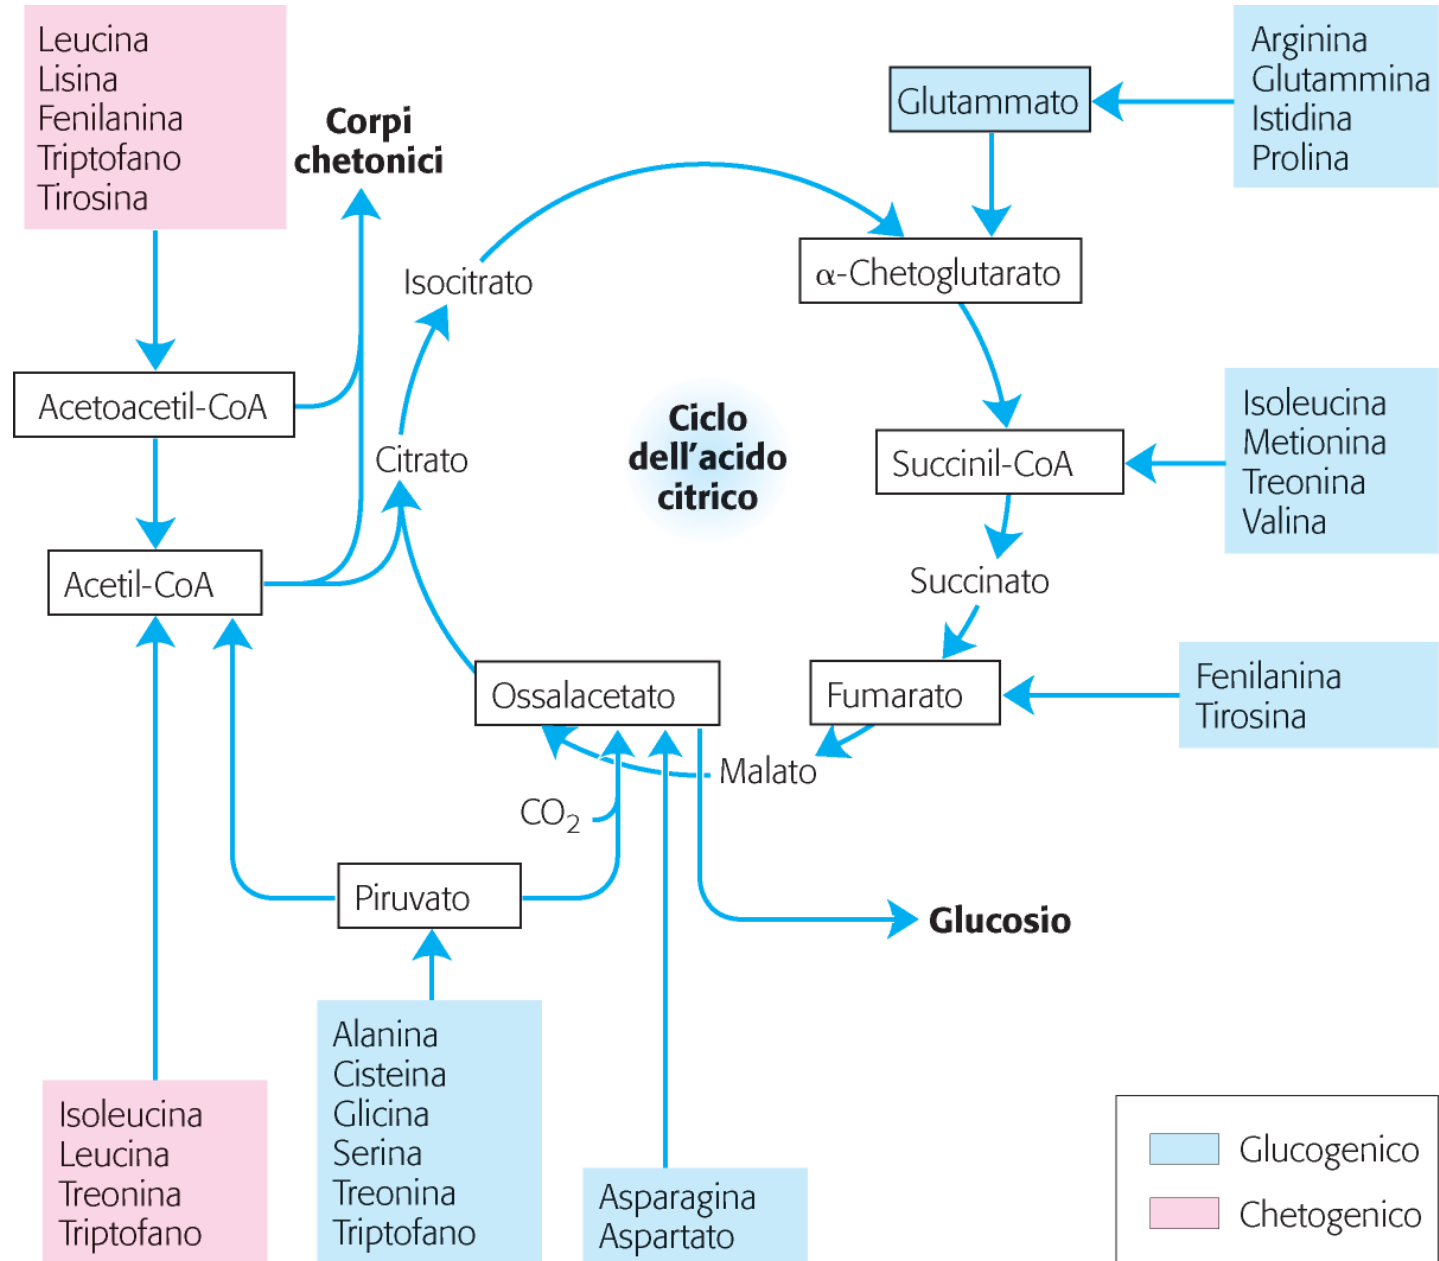 Leucina
Lisina
Fenilanina
Triptofano
Tirosina
Corpi
chetonici
Glutammato
Arginina
Glutammina
Istidina
Prolina
Isocitrato
α-Chetoglutarato
Acetoacetil-CoA
Citrato
Ciclo
dell'acido
citrico
Succinil-CoA
Isoleucina
Metionina
Treonina
Valina
Acetil-CoA
Succinato
Ossalacetato
Fumarato
Fenilanina
Tirosina
Malato
CO₂
Piruvato
Glucosio
Isoleucina
Leucina
Treonina
Triptofano
Alanina
Cisteina
Glicina
Serina
Treonina
Triptofano
Asparagina
Aspartato
Glucogenico
Chetogenico